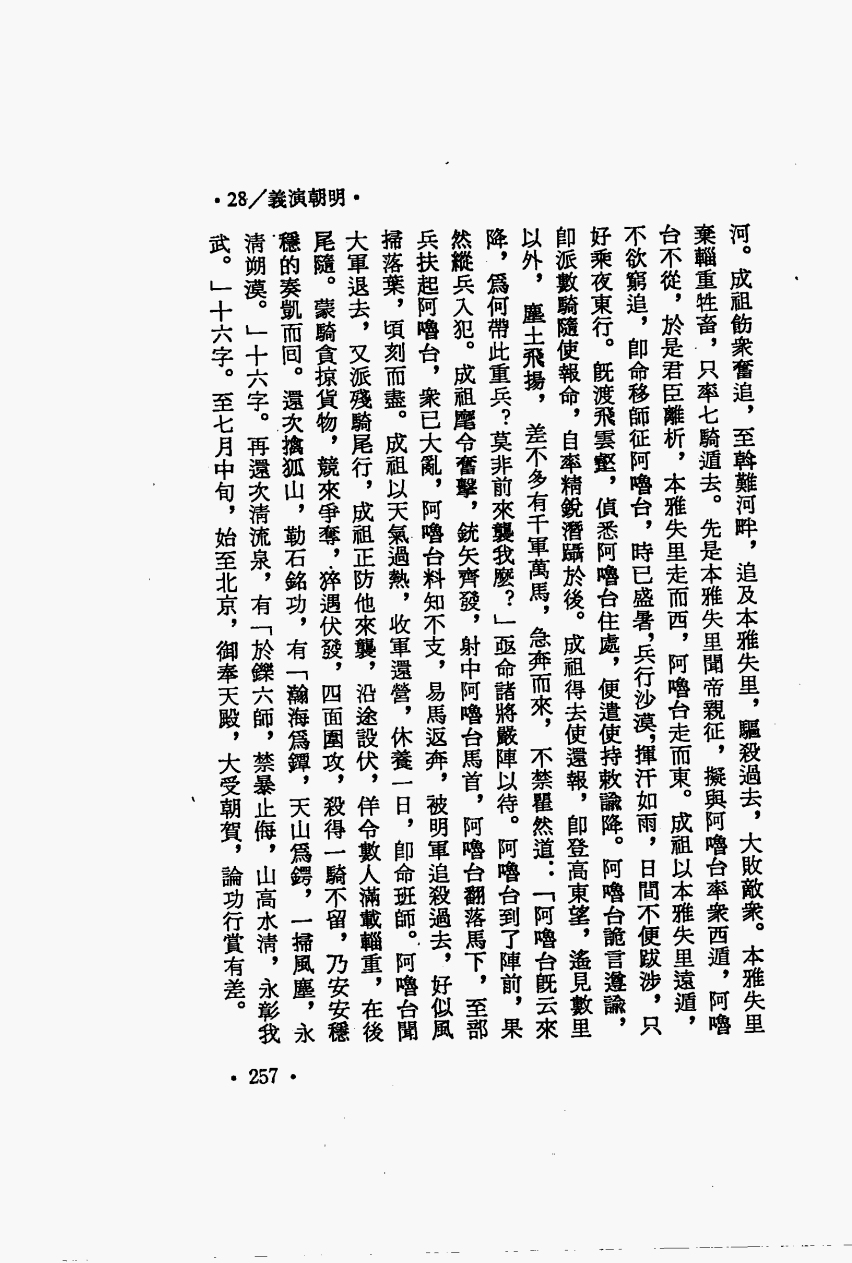 •28／義演朝明•
河。成祖飭衆奮追，至斡難河畔，追及本雅失里，驅殺過去，大敗敵衆。本雅失里
棄輜重牲畜，只率七騎遁去。先是本雅失里聞帝親征，擬與阿嚕台率衆西遁，阿嚕
台不從，於是君臣離析，本雅失里走而西，阿嚕台走而東。成祖以本雅失里遠遁，
不欲窮追，卽命移師征阿嚕台，時已盛暑，兵行沙漠，揮汗如雨，日間不便跋涉，只
好乘夜東行。旣渡飛雲壑，偵悉阿嚕台住處，便遣使持敕諭降。阿嚕台詭言遵諭，
卽派數騎隨使報命，自率精銳潛躡於後。成祖得去使還報，卽登高東望，遙見數里
以外，塵土飛揚，差不多有千軍萬馬，急奔而來，不禁瞿然道：「阿嚕台旣云來
降，爲何帶此重兵？莫非前來襲我麼？」亟命諸將嚴陣以待。阿嚕台到了陣前，果
然縱兵入犯。成祖麾令奮擊，銃矢齊發，射中阿嚕台馬首，阿嚕台翻落馬下，至部
兵扶起阿嚕台，衆已大亂，阿嚕台料知不支，易馬返奔，被明軍追殺過去，好似風
掃落葉，頃刻而盡。成祖以天氣過熱，收軍還營，休養一日，卽命班師。阿嚕台聞
大軍退去，又派殘騎尾行，成祖正防他來襲，沿途設伏，佯令數人滿載輜重，在後
尾隨。蒙騎貪掠貨物，競來爭奪，猝遇伏發，四面圍攻，殺得一騎不留，乃安安穩
穩的奏凱而囘。還次擒狐山，勒石銘功，有「瀚海爲鐔，天山爲鍔，一掃風塵，永
淸朔漠。」十六字。再還次淸流泉，有「於鑠六師，禁暴止侮，山高水淸，永彰我
武。」十六字。至七月中旬，始至北京，御奉天殿，大受朝賀，論功行賞有差。
•257•